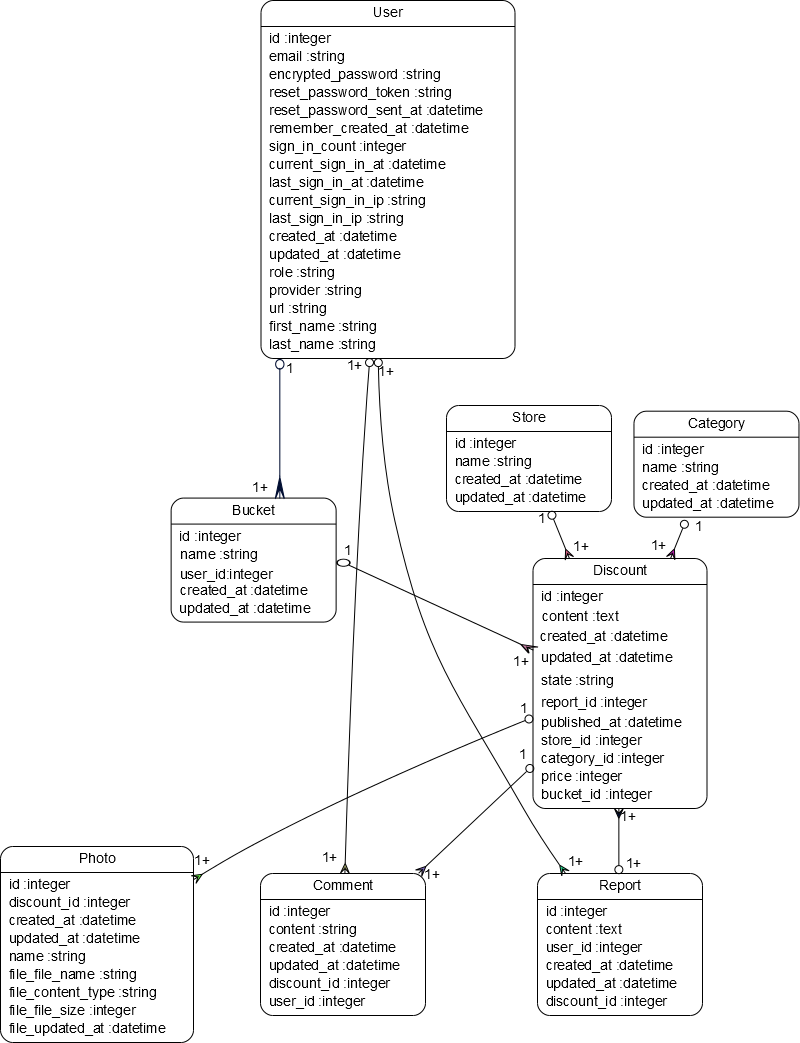 User
id :integer
email :string
encrypted_password :string
reset_password_token :string
reset_password_sent_at :datetime
remember_created_at :datetime
sign_in_count :integer
current_sign_in_at :datetime
last_sign_in_at :datetime
current_sign_in_ip :string
last_sign_in_ip :string
created_at :datetime
updated_at :datetime
role :string
provider :string
url :string
first_name :string
last_name :string
1
1+
1+
1+
Bucket
id :integer
name :string
user_id:integer
created_at :datetime
updated_at :datetime
1
1+
Store
id :integer
name :string
created_at :datetime
updated_at :datetime
1
1+
Category
id :integer
name :string
created_at :datetime
updated_at :datetime
1
1+
Discount
id :integer
content :text
created_at :datetime
updated_at :datetime
state :string
report_id :integer
published_at :datetime
store_id :integer
category_id :integer
price :integer
bucket_id :integer
1
1
1+
1+
Photo
id :integer
discount_id :integer
created_at :datetime
updated_at :datetime
name :string
file_file_name :string
file_content_type :string
file_file_size :integer
file_updated_at :datetime
1+
1+
1+
Comment
id :integer
content :string
created_at :datetime
updated_at :datetime
discount_id :integer
user_id :integer
1+
1+
Report
id :integer
content :text
user_id :integer
created_at :datetime
updated_at :datetime
discount_id :integer